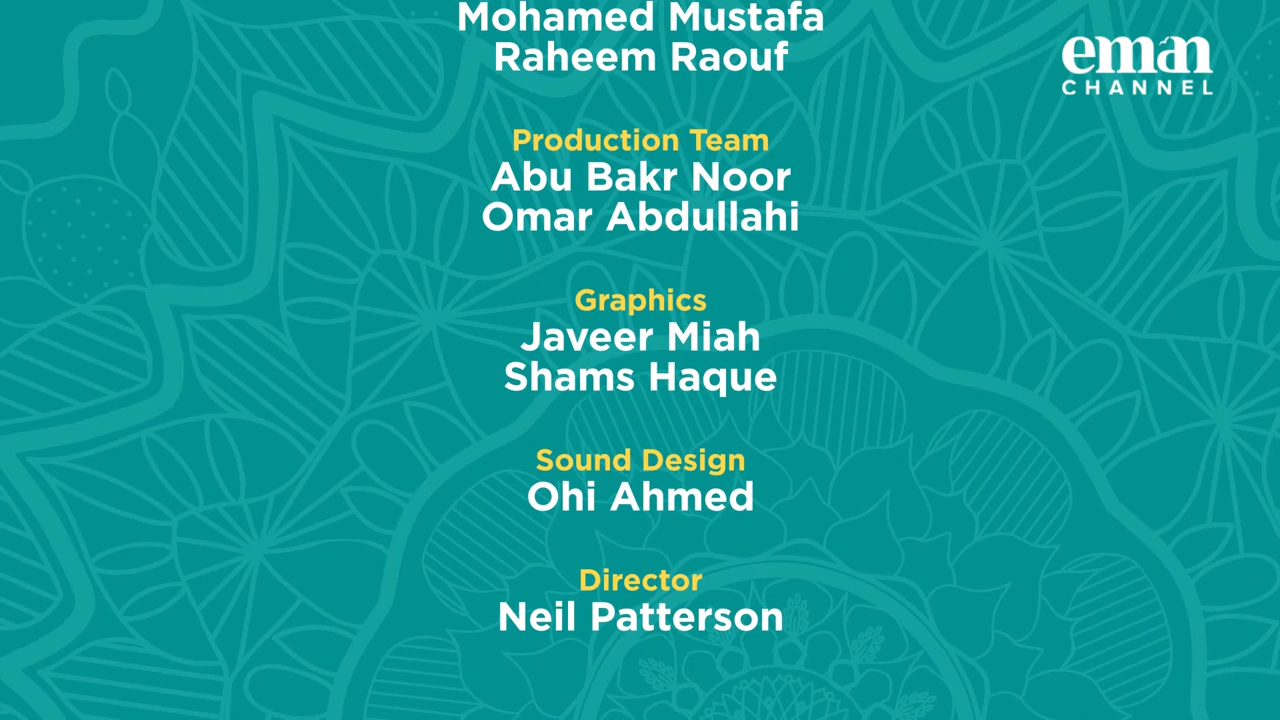 Mohamed Mustafa
Raheem Raouf
eman
CHANNEL
Production Team
Abu Bakr Noor
Omar Abdullahi
Graphics
Javeer Miah
Shams Haque
Sound Design
Ohi Ahmed
Director
Neil Patterson